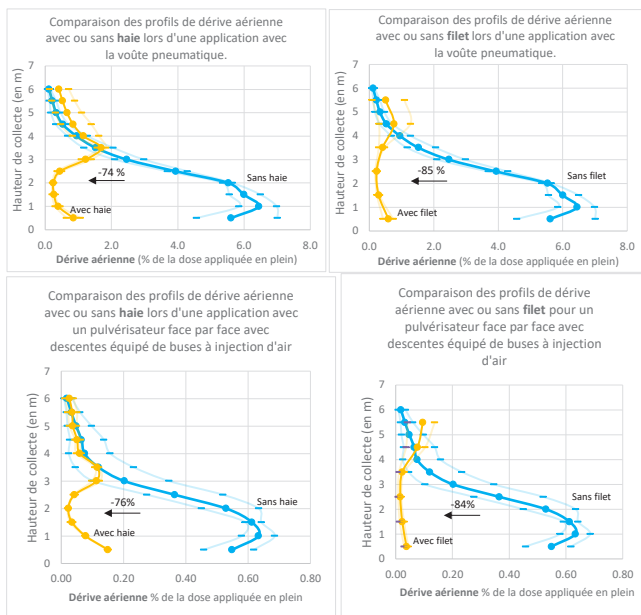 Comparaison des profils de dérive aérienne
avec ou sans haie lors d'une application avec
la voûte pneumatique.
Hauteur de collecte (en m)
7
6
5
4
3
2
1
0
-74 %
Sans haie
Avec haie
0.0 2.0 4.0 6.0 8.0
Dérive aérienne (% de la dose appliquée en plein)
Comparaison des profils de dérive aérienne
avec ou sans filet lors d'une application avec
la voûte pneumatique.
Hauteur de collecte (en m)
7
6
5
4
3
2
1
0
-85 %
Sans filet
Avec filet
0.0 2.0 4.0 6.0 8.0
Dérive aérienne (% de la dose appliquée en plein)
Comparaison des profils de dérive aérienne
avec ou sans haie lors d'une application avec
un pulvérisateur face par face avec
descentes équipé de buses à injection d'air
Hauteur de collecte (en m)
7
6
5
4
3
2
1
0
-76%
Sans haie
Avec haie
0.00 0.20 0.40 0.60 0.80
Dérive aérienne % de la dose appliquée en plein
Comparaison des profils de dérive
aérienne avec ou sans filet pour un
pulvérisateur face par face avec
descentes équipé de buses à injection
d'air
Hauteur de collecte (en m)
7
6
5
4
3
2
1
0
-84%
Sans filet
Avec filet
0.00 0.20 0.40 0.60 0.80
Dérive aérienne % de la dose appliquée en plein